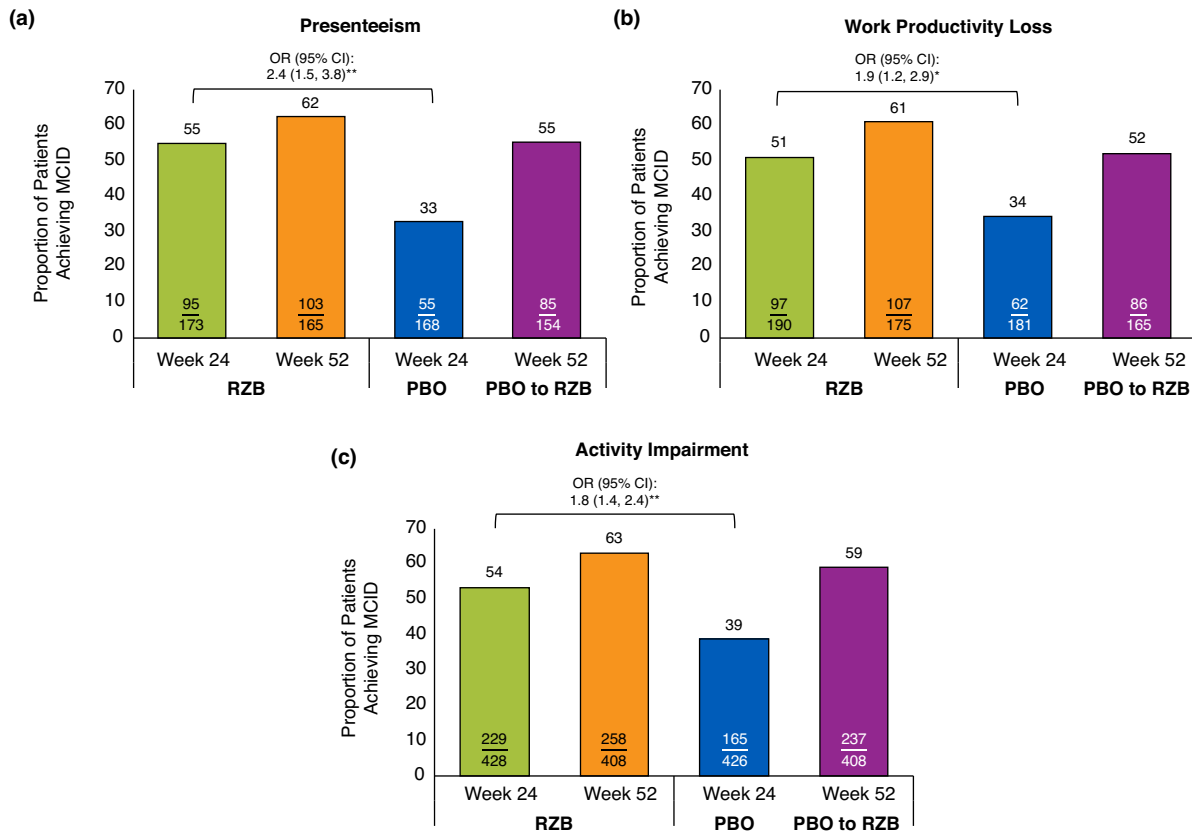 (a)
Presenteeism
OR (95% CI):
2.4 (1.5, 3.8)**
Proportion of Patients
Achieving MCID
70
60
50
40
30
20
10
0
55
62
33
55
95
173
103
165
55
168
85
154
Week 24
Week 52
Week 24
Week 52
RZB
PBO
PBO to RZB
(b)
Work Productivity Loss
OR (95% CI):
1.9 (1.2, 2.9)*
Proportion of Patients
Achieving MCID
70
60
50
40
30
20
10
0
51
61
34
52
97
190
107
175
62
181
86
165
Week 24
Week 52
Week 24
Week 52
RZB
PBO
PBO to RZB
(c)
Activity Impairment
OR (95% CI):
1.8 (1.4, 2.4)**
Proportion of Patients
Achieving MCID
70
60
50
40
30
20
10
0
54
63
39
59
229
428
258
408
165
426
237
408
Week 24
Week 52
Week 24
Week 52
RZB
PBO
PBO to RZB